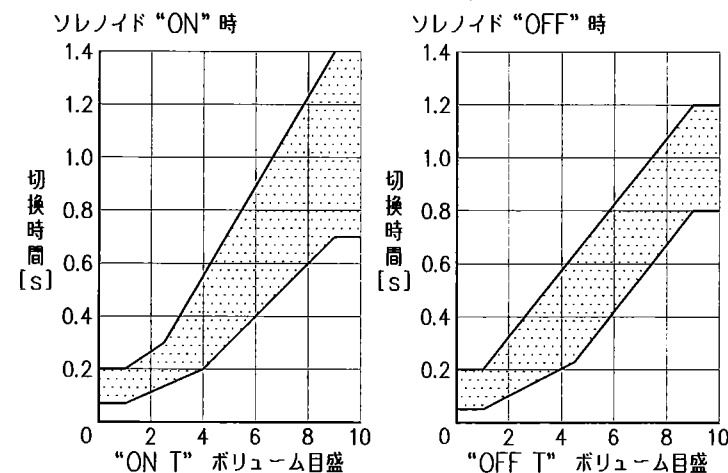 ソレノイド “ON” 時
1.4
1.2
1.0
0.8
0.6
0.4
0.2
0 2 4 6 8 10
切換時間
[s]
“ON T” ボリューム目盛
ソレノイド “OFF” 時
1.4
1.2
1.0
0.8
0.6
0.4
0.2
0 2 4 6 8 10
切換時間
[s]
“OFF T” ボリューム目盛